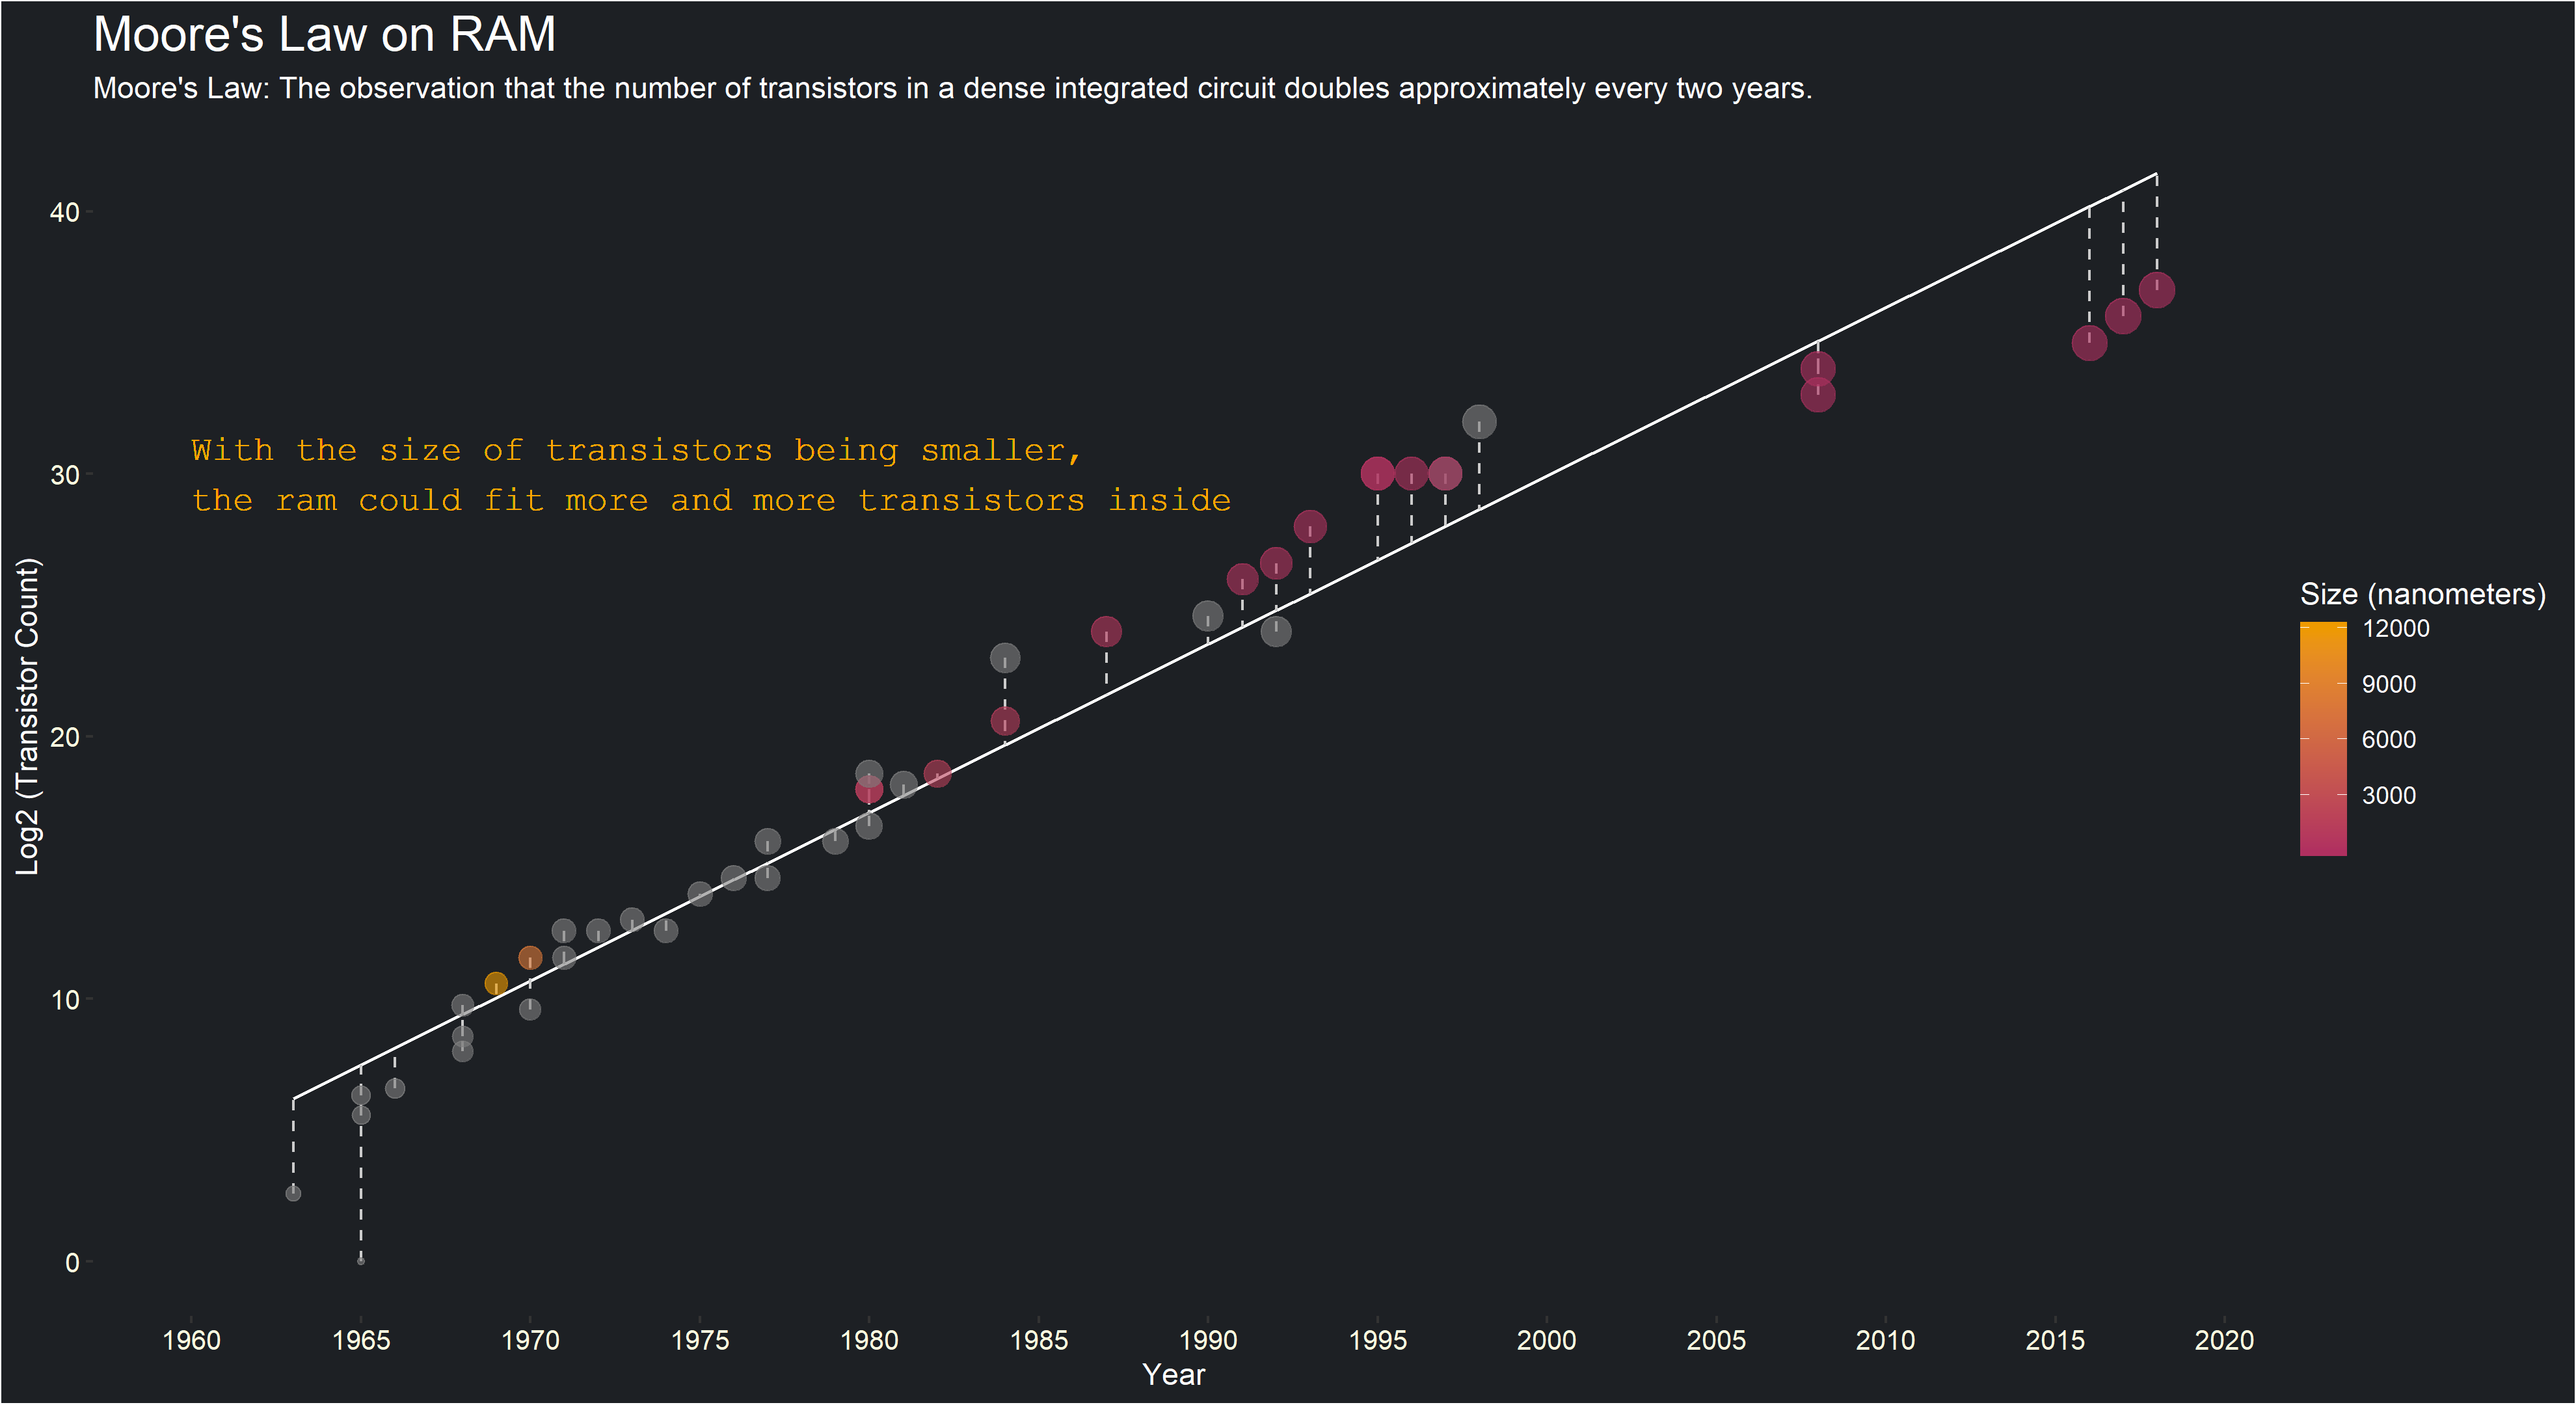 Moore's Law on RAM
Moore's Law: The observation that the number of transistors in a dense integrated circuit doubles approximately every two years.
With the size of transistors being smaller,
the ram could fit more and more transistors inside
Log2 (Transistor Count)
40
30
20
10
0
1960 1965 1970 1975 1980 1985 1990 1995 2000 2005 2010 2015 2020
Year
Size (nanometers)
12000
9000
6000
3000